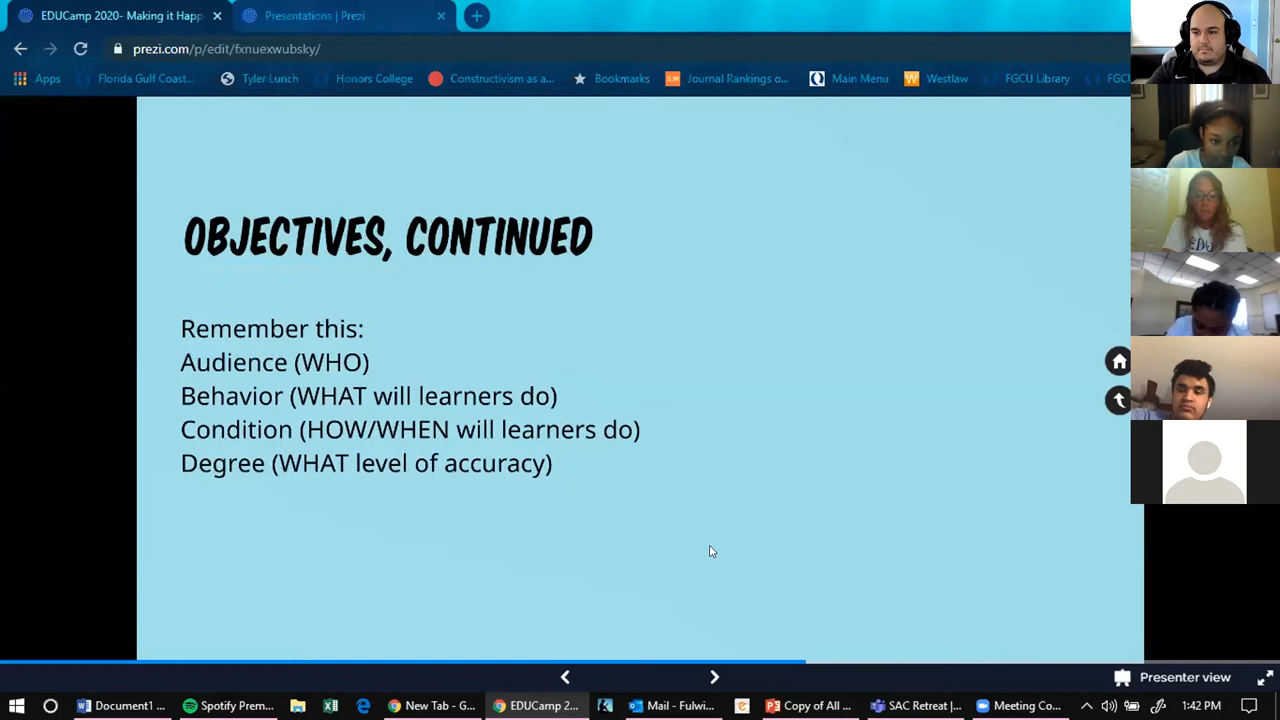 EDUCamp 2020- Making it Happ
Presentations | Prezi
prezi.com/p/edit/fxnuexwubsky/
Apps
Florida Gulf Coast...
Tyler Lunch
Honors College
Constructivism as a...
Bookmarks
Journal Rankings o...
Main Menu
Westlaw
FGCU Library
FGCU
OBJECTIVES, CONTINUED
Remember this:
Audience (WHO)
Behavior (WHAT will learners do)
Condition (HOW/WHEN will learners do)
Degree (WHAT level of accuracy)
Presenter view
Document1 ...
Spotify Prem...
New Tab - G...
EDUCamp 2...
Mail - Fulwi...
Copy of All ...
SAC Retreat |...
Meeting Co...
1:42 PM